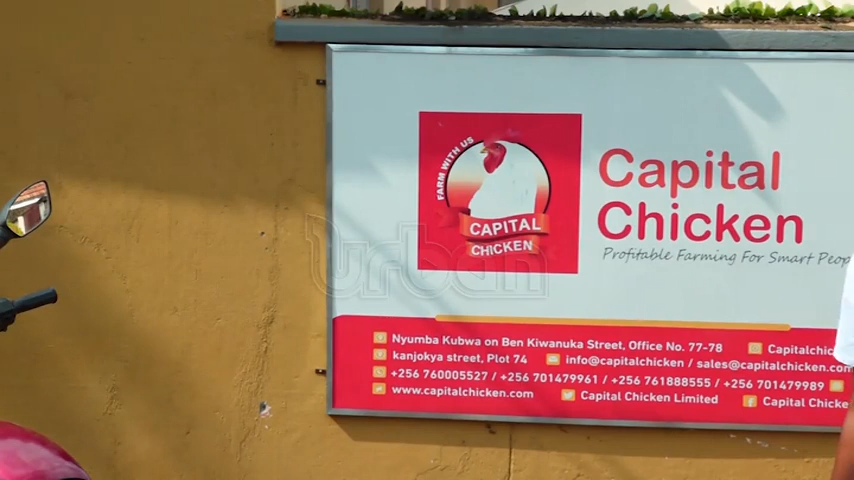 FARM WITH US
CAPITAL
CHICKEN
Capital
Chicken
Profitable Farming For Smart Peop
urban
Nyumba Kubwa on Ben Kiwanuka Street, Office No. 77-78 Capitalchic
kanjokya street, Plot 74 info@capitalchicken / sales@capitalchicken.com
+256 760005527 / +256 701479961 / +256 761888555 / +256 701479989
www.capitalchicken.com Capital Chicken Limited Capital Chicke